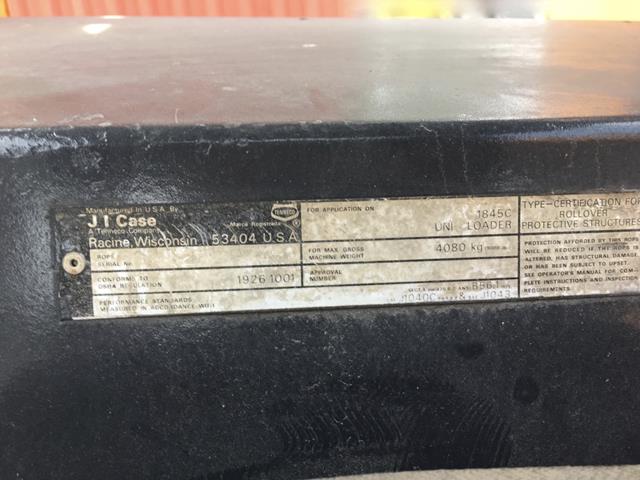 Manufactured in U.S.A. By
J I Case
A Tenneco Company
Racine, Wisconsin 53404 U.S.A.
TENNECO
Marca Registrada
ROPS
SERIAL No.
CONFORMS TO
OSHA REGULATION
1926.1001
PERFORMANCE STANDARDS
MEASURED IN ACCORDANCE WITH
FOR APPLICATION ON
1845C
UNI LOADER
FOR MAX. GROSS
MACHINE WEIGHT
4080 kg
APPROVAL
NUMBER
J1040C
J1043
TYPE-CERTIFICATION FOR
ROLLOVER
PROTECTIVE STRUCTURES
PROTECTION AFFORDED BY THIS ROPS
WILL BE REDUCED IF THE ROPS
ALTERED, HAS STRUCTURAL DAMAGE
OR HAS BEEN SUBJECT TO UPSET.
SEE OPERATOR'S MANUAL FOR COM-
PLETE INSTRUCTIONS AND INSPECTION
REQUIREMENTS.